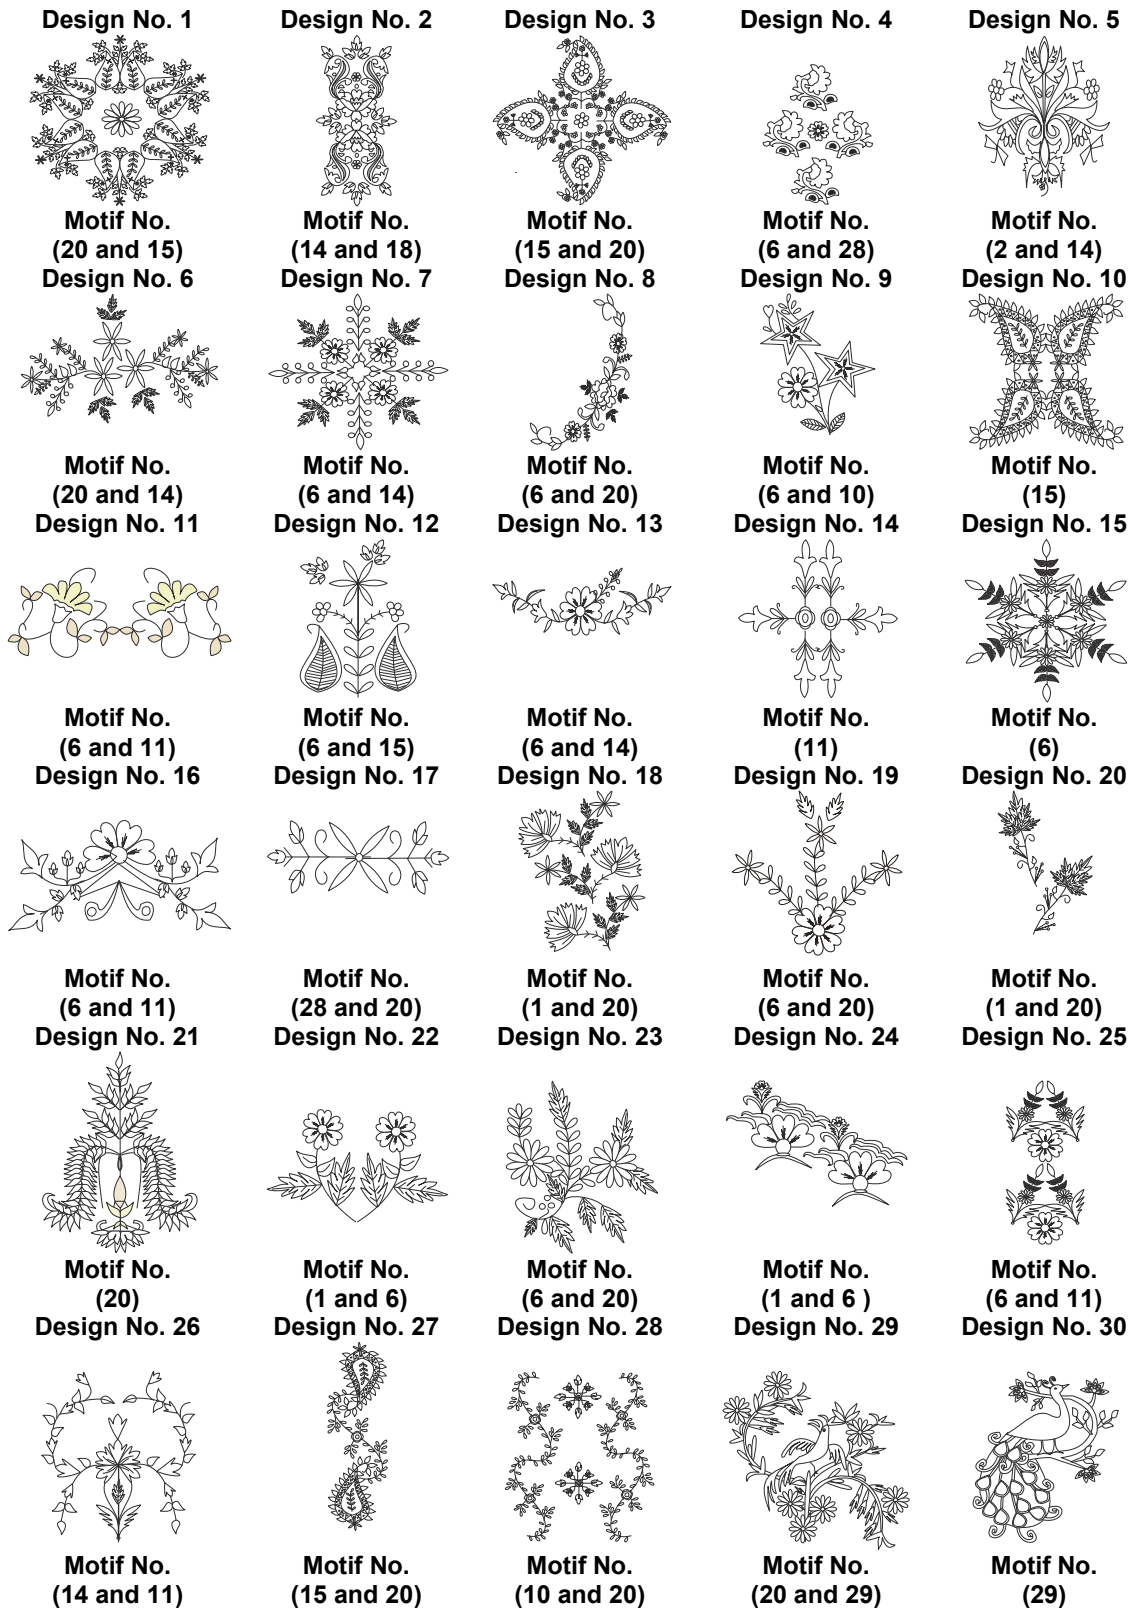 Design No. 1 Design No. 2 Design No. 3 Design No. 4 Design No. 5
Motif No. Motif No. Motif No. Motif No. Motif No.
(20 and 15) (14 and 18) (15 and 20) (6 and 28) (2 and 14)
Design No. 6 Design No. 7 Design No. 8 Design No. 9 Design No. 10
Motif No. Motif No. Motif No. Motif No. Motif No.
(20 and 14) (6 and 14) (6 and 20) (6 and 10) (15)
Design No. 11 Design No. 12 Design No. 13 Design No. 14 Design No. 15
Motif No. Motif No. Motif No. Motif No. Motif No.
(6 and 11) (6 and 15) (6 and 14) (11) (6)
Design No. 16 Design No. 17 Design No. 18 Design No. 19 Design No. 20
Motif No. Motif No. Motif No. Motif No. Motif No.
(6 and 11) (28 and 20) (1 and 20) (6 and 20) (1 and 20)
Design No. 21 Design No. 22 Design No. 23 Design No. 24 Design No. 25
Motif No. Motif No. Motif No. Motif No. Motif No.
(20) (1 and 6) (6 and 20) (1 and 6 ) (6 and 11)
Design No. 26 Design No. 27 Design No. 28 Design No. 29 Design No. 30
Motif No. Motif No. Motif No. Motif No. Motif No.
(14 and 11) (15 and 20) (10 and 20) (20 and 29) (29)